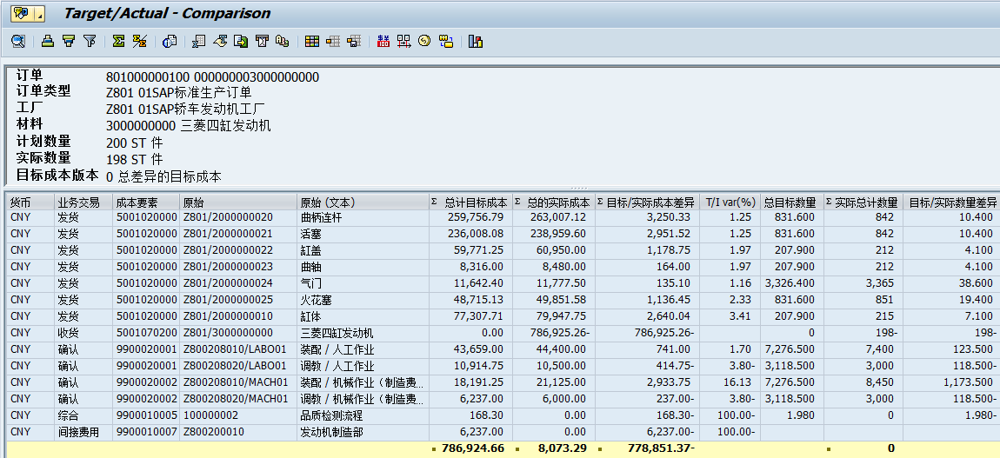 Target/Actual - Comparison
订单 801000000100 000000003000000000
订单类型 Z801 01SAP标准生产订单
工厂 Z801 01SAP轿车发动机工厂
材料 3000000000 三菱四缸发动机
计划数量 200 ST 件
实际数量 198 ST 件
目标成本版本 0 总差异的目标成本
货币 业务交易 成本要素 原始 原始 (文本) Σ 总计目标成本 Σ 总的实际成本 Σ 目标/实际成本差异 T/I var(%) 总目标数量 Σ 实际总计数量 目标/实际数量差异
CNY 发货 5001020000 Z801/2000000020 曲柄连杆 259,756.79 263,007.12 3,250.33 1.25 831.600 842 10.400
CNY 发货 5001020000 Z801/2000000021 活塞 236,008.08 238,959.60 2,951.52 1.25 831.600 842 10.400
CNY 发货 5001020000 Z801/2000000022 缸盖 59,771.25 60,950.00 1,178.75 1.97 207.900 212 4.100
CNY 发货 5001020000 Z801/2000000023 曲轴 8,316.00 8,480.00 164.00 1.97 207.900 212 4.100
CNY 发货 5001020000 Z801/2000000024 气门 11,642.40 11,777.50 135.10 1.16 3,326.400 3,365 38.600
CNY 发货 5001020000 Z801/2000000025 火花塞 48,715.13 49,851.58 1,136.45 2.33 831.600 851 19.400
CNY 发货 5001020000 Z801/2000000010 缸体 77,307.71 79,947.75 2,640.04 3.41 207.900 215 7.100
CNY 收货 5001070200 Z801/3000000000 三菱四缸发动机 0.00 786,925.26- 786,925.26- 0 198- 198-
CNY 确认 9900020001 Z800208010/LABO01 装配 / 人工作业 43,659.00 44,400.00 741.00 1.70 7,276.500 7,400 123.500
CNY 确认 9900020001 Z800208020/LABO01 调教 / 人工作业 10,914.75 10,500.00 414.75- 3.80- 3,118.500 3,000 118.500-
CNY 确认 9900020002 Z800208010/MACH01 装配 / 机械作业（制造费... 18,191.25 21,125.00 2,933.75 16.13 7,276.500 8,450 1,173.500
CNY 确认 9900020002 Z800208020/MACH01 调教 / 机械作业（制造费... 6,237.00 6,000.00 237.00- 3.80- 3,118.500 3,000 118.500-
CNY 综合 9990010005 100000002 品质检测流程 168.30 0.00 168.30- 100.00- 1.980 0 1.980-
CNY 间接费用 9990010007 Z800200010 发动机制造部 6,237.00 0.00 6,237.00- 100.00-
786,924.66 8,073.29 778,851.37- 0